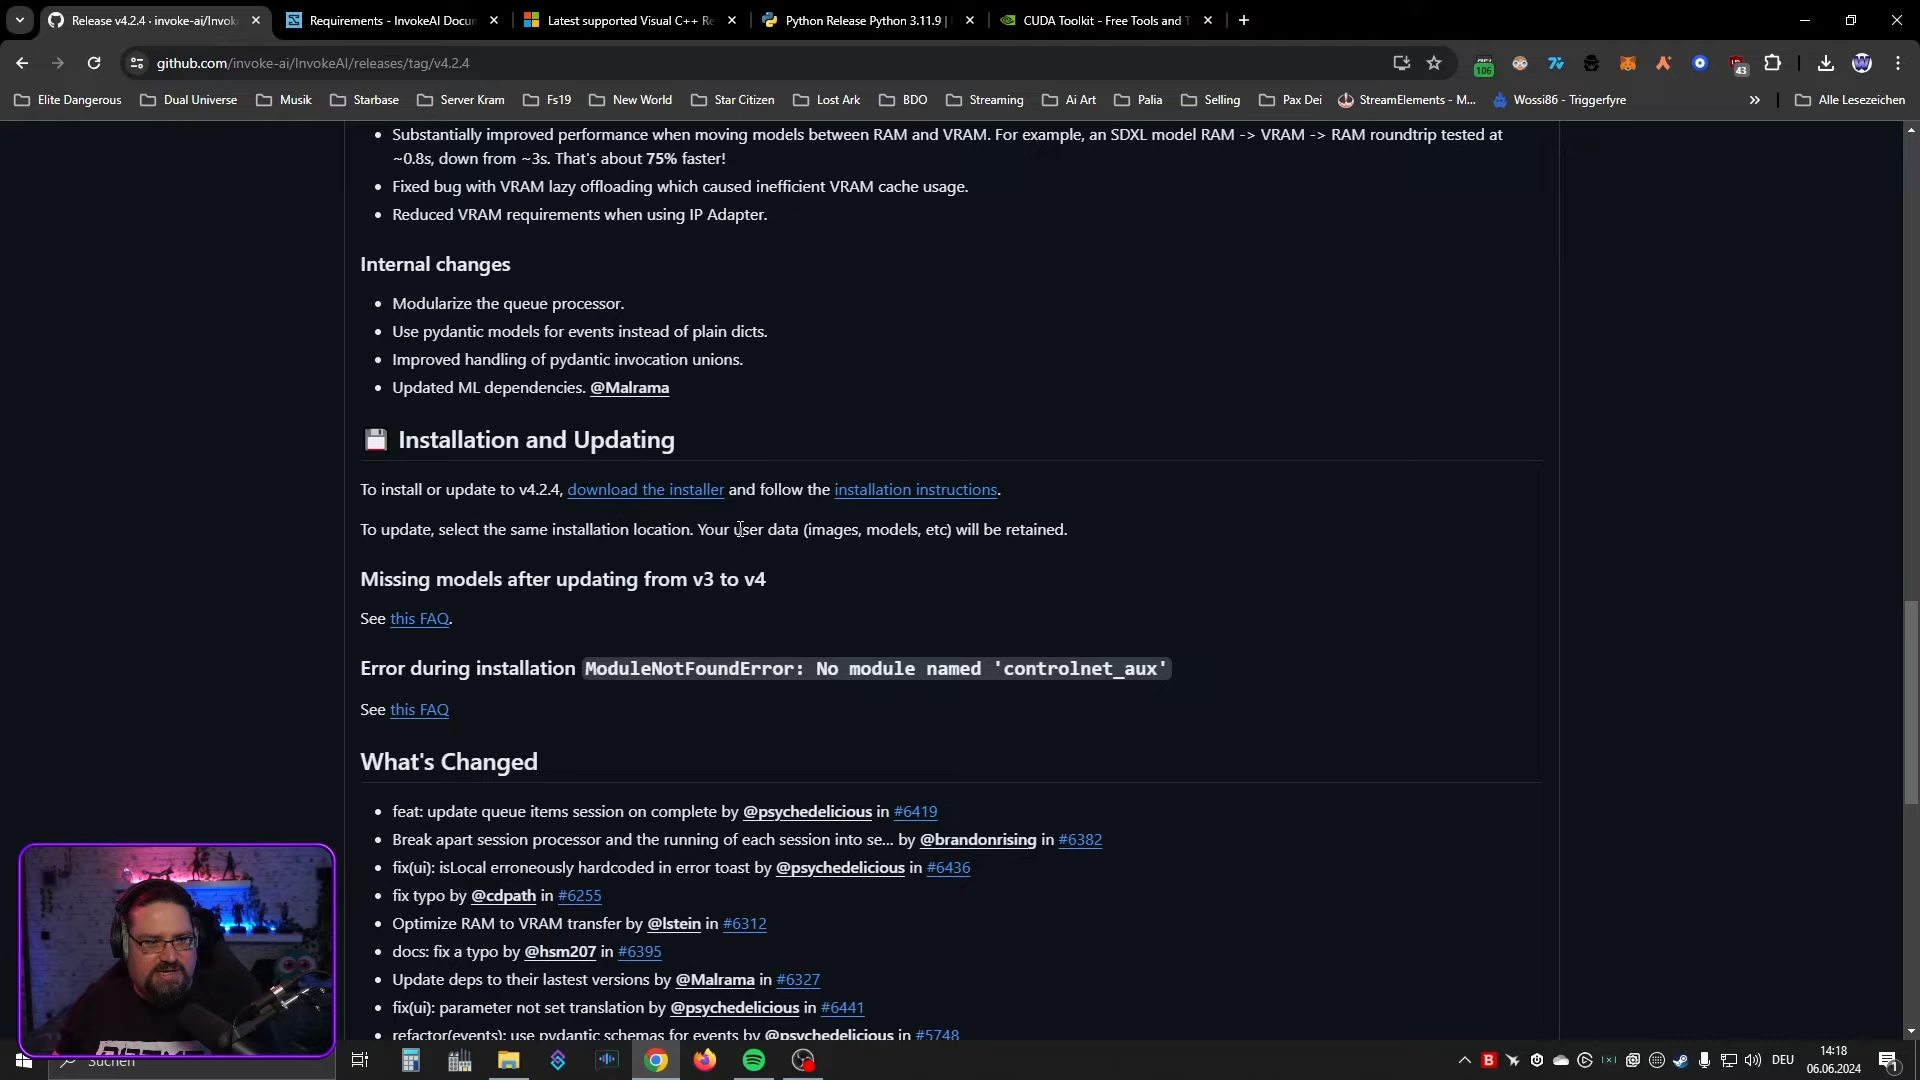 Release v4.2.4 · invoke-ai/Invok
Requirements - InvokeAI Docun
Latest supported Visual C++ Re
Python Release Python 3.11.9 |
CUDA Toolkit - Free Tools and T
github.com/invoke-ai/InvokeAI/releases/tag/v4.2.4
106
43
Elite Dangerous
Dual Universe
Musik
Starbase
Server Kram
Fs19
New World
Star Citizen
Lost Ark
BDO
Streaming
Ai Art
Palia
Selling
Pax Dei
StreamElements - M...
Wossi86 - Triggerfyre
Alle Lesezeichen
Substantially improved performance when moving models between RAM and VRAM. For example, an SDXL model RAM -> VRAM -> RAM roundtrip tested at
~0.8s, down from ~3s. That's about 75% faster!
Fixed bug with VRAM lazy offloading which caused inefficient VRAM cache usage.
Reduced VRAM requirements when using IP Adapter.
Internal changes
Modularize the queue processor.
Use pydantic models for events instead of plain dicts.
Improved handling of pydantic invocation unions.
Updated ML dependencies. @Malrama
💾 Installation and Updating
To install or update to v4.2.4, download the installer and follow the installation instructions.
To update, select the same installation location. Your user data (images, models, etc) will be retained.
Missing models after updating from v3 to v4
See this FAQ.
Error during installation ModuleNotFoundError: No module named 'controlnet_aux'
See this FAQ
What's Changed
feat: update queue items session on complete by @psychedelicious in #6419
Break apart session processor and the running of each session into se... by @brandonrising in #6382
fix(ui): isLocal erroneously hardcoded in error toast by @psychedelicious in #6436
fix typo by @cdpath in #6255
Optimize RAM to VRAM transfer by @lstein in #6312
docs: fix a typo by @hsm207 in #6395
Update deps to their lastest versions by @Malrama in #6327
fix(ui): parameter not set translation by @psychedelicious in #6441
refactor(events): use pydantic schemas for events by @psychedelicious in #5748
Suchen
DEU
14:18
06.06.2024
1